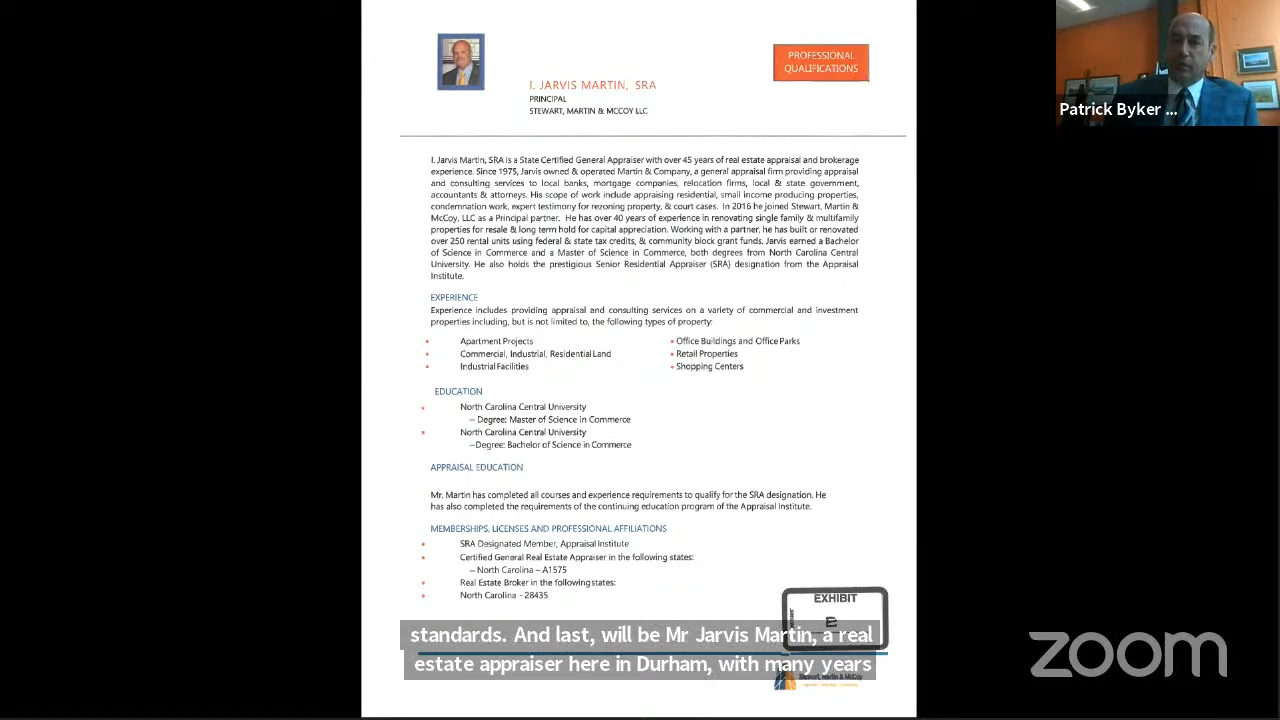 PROFESSIONAL
QUALIFICATIONS
I. JARVIS MARTIN, SRA
PRINCIPAL
STEWART, MARTIN & MCCOY LLC
Patrick Byker ...
I. Jarvis Martin, SRA is a State Certified General Appraiser with over 45 years of real estate appraisal and brokerage
experience. Since 1975, Jarvis owned & operated Martin & Company, a general appraisal firm providing appraisal
and consulting services to local banks, mortgage companies, relocation firms, local & state government,
accountants & attorneys. His scope of work include appraising residential, small income producing properties,
condemnation work, expert testimony for rezoning property, & court cases. In 2016 he joined Stewart, Martin &
McCoy, LLC as a Principal partner. He has over 40 years of experience in renovating single family & multifamily
properties for resale & long term hold for capital appreciation. Working with a partner, he has built or renovated
over 250 rental units using federal & state tax credits, & community block grant funds. Jarvis earned a Bachelor
of Science in Commerce and a Master of Science in Commerce, both degrees from North Carolina Central
University. He also holds the prestigious Senior Residential Appraiser (SRA) designation from the Appraisal
Institute.
EXPERIENCE
Experience includes providing appraisal and consulting services on a variety of commercial and investment
properties including, but is not limited to, the following types of property:
• Apartment Projects
• Commercial, Industrial, Residential Land
• Industrial Facilities
• Office Buildings and Office Parks
• Retail Properties
• Shopping Centers
EDUCATION
• North Carolina Central University
– Degree: Master of Science in Commerce
• North Carolina Central University
– Degree: Bachelor of Science in Commerce
APPRAISAL EDUCATION
Mr. Martin has completed all courses and experience requirements to qualify for the SRA designation. He
has also completed the requirements of the continuing education program of the Appraisal Institute.
MEMBERSHIPS, LICENSES AND PROFESSIONAL AFFILIATIONS
• SRA Designated Member, Appraisal Institute
• Certified General Real Estate Appraiser in the following states:
– North Carolina – A1575
• Real Estate Broker in the following states:
• North Carolina - 28435
EXHIBIT
E
standards. And last, will be Mr Jarvis Martin, a real
estate appraiser here in Durham, with many years
Stewart, Martin & McCoy
zoom